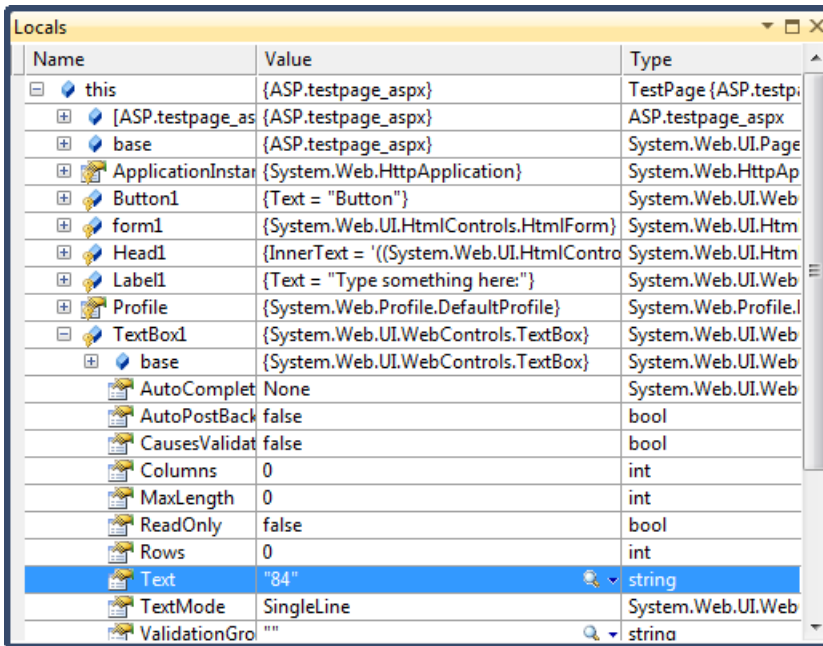 Locals
Name Value Type
this {ASP.testpage_aspx} TestPage {ASP.testpa
[ASP.testpage_as {ASP.testpage_aspx} ASP.testpage_aspx
base {ASP.testpage_aspx} System.Web.UI.Page
ApplicationInstar {System.Web.HttpApplication} System.Web.HttpAp
Button1 {Text = "Button"} System.Web.UI.Web
form1 {System.Web.UI.HtmlControls.HtmlForm} System.Web.UI.Htm
Head1 {InnerText = '((System.Web.UI.HtmlContro System.Web.UI.Htm
Label1 {Text = "Type something here:"} System.Web.UI.Web
Profile {System.Web.Profile.DefaultProfile} System.Web.Profile.I
TextBox1 {System.Web.UI.WebControls.TextBox} System.Web.UI.Web
base {System.Web.UI.WebControls.TextBox} System.Web.UI.Web
AutoComplet None System.Web.UI.Web
AutoPostBack false bool
CausesValidat false bool
Columns 0 int
MaxLength 0 int
ReadOnly false bool
Rows 0 int
Text "84" string
TextMode SingleLine System.Web.UI.Web
ValidationGro "" string